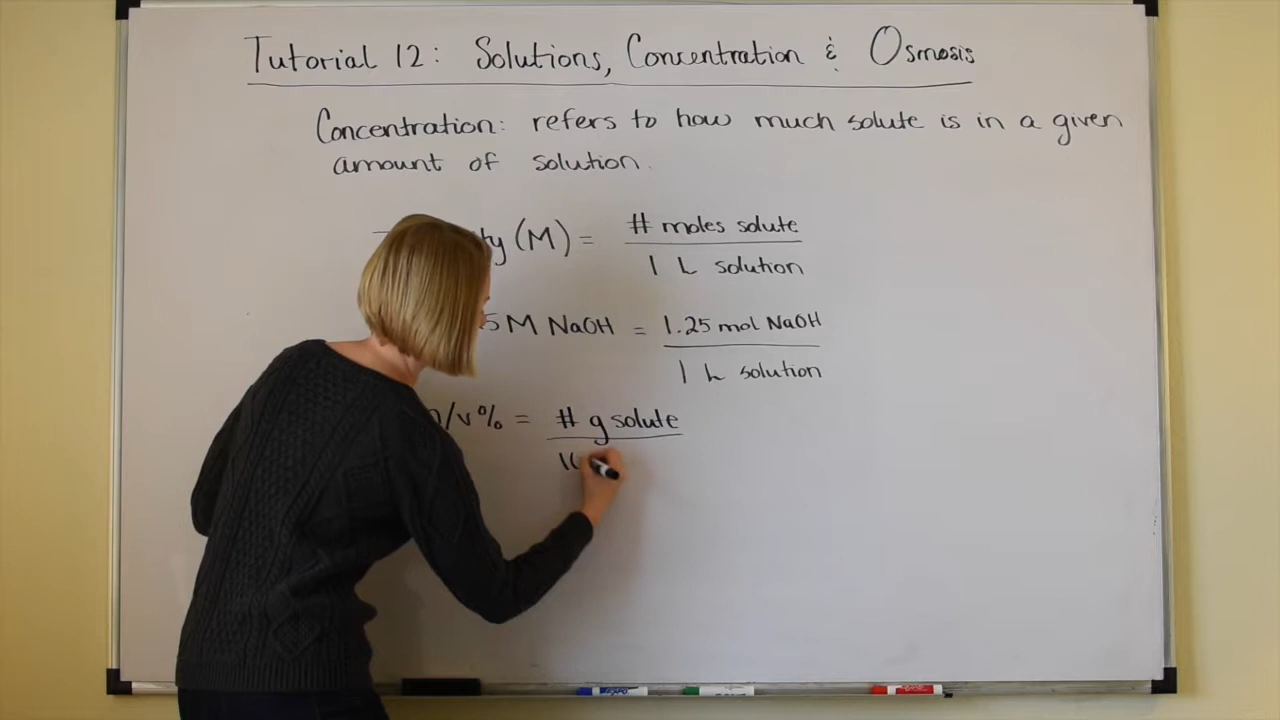 Tutorial 12: Solutions, Concentration & Osmosis
Concentration: refers to how much solute is in a given
amount of solution.
(M) = # moles solute
1 L solution
5 M NaOH = 1.25 mol NaOH
1 L solution
/v% = # g solute